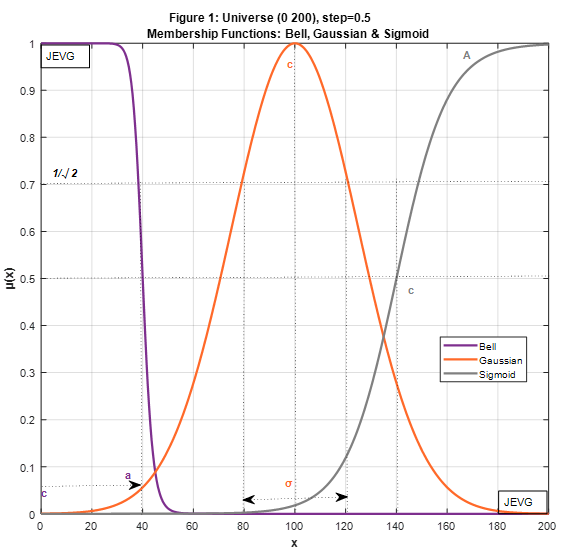 Figure 1: Universe (0 200), step=0.5
Membership Functions: Bell, Gaussian & Sigmoid
JEVG
c
A
1
0.9
0.8
1/√ 2
0.7
0.6
0.5
c
0.4
0.3
0.2
0.1
0
μ(x)
Bell
Gaussian
Sigmoid
a
c
σ
JEVG
0 20 40 60 80 100 120 140 160 180 200
x